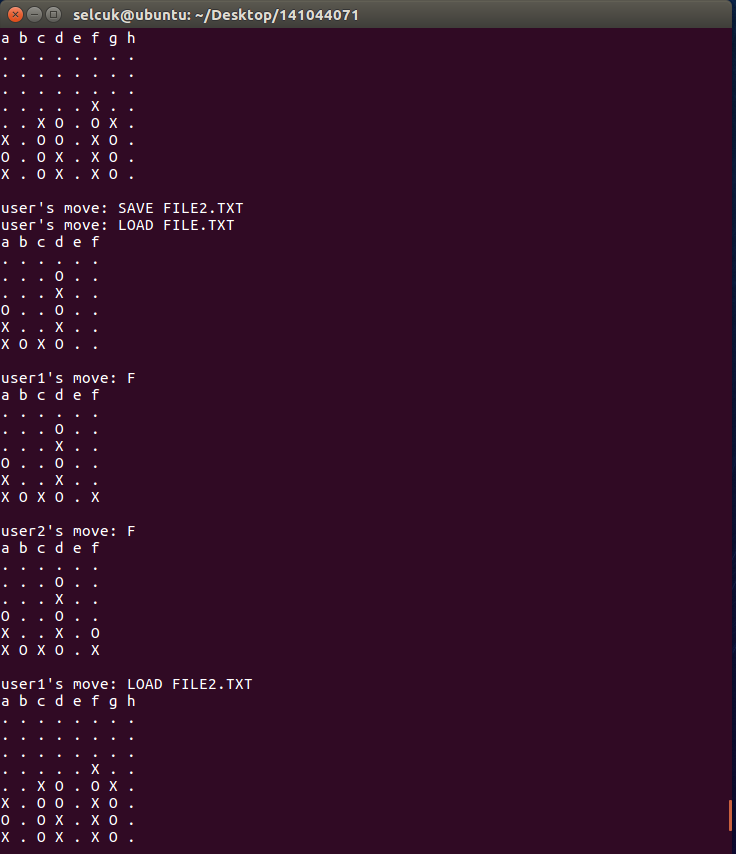 selcuk@ubuntu: ~/Desktop/141044071
a b c d e f g h
. . . . . . . .
. . . . . . . .
. . . . . . . .
. . . . . X . .
. . X O . O X .
X . O O . X O .
O . O X . X O .
X . O X . X O .
user's move: SAVE FILE2.TXT
user's move: LOAD FILE.TXT
a b c d e f
. . . . . .
. . . O . .
. . . X . .
O . . O . .
X . . X . .
X O X O . .
user1's move: F
a b c d e f
. . . . . .
. . . O . .
. . . X . .
O . . O . .
X . . X . .
X O X O . X
user2's move: F
a b c d e f
. . . . . .
. . . O . .
. . . X . .
O . . O . .
X . . X . O
X O X O . X
user1's move: LOAD FILE2.TXT
a b c d e f g h
. . . . . . . .
. . . . . . . .
. . . . . . . .
. . . . . X . .
. . X O . O X .
X . O O . X O .
O . O X . X O .
X . O X . X O .